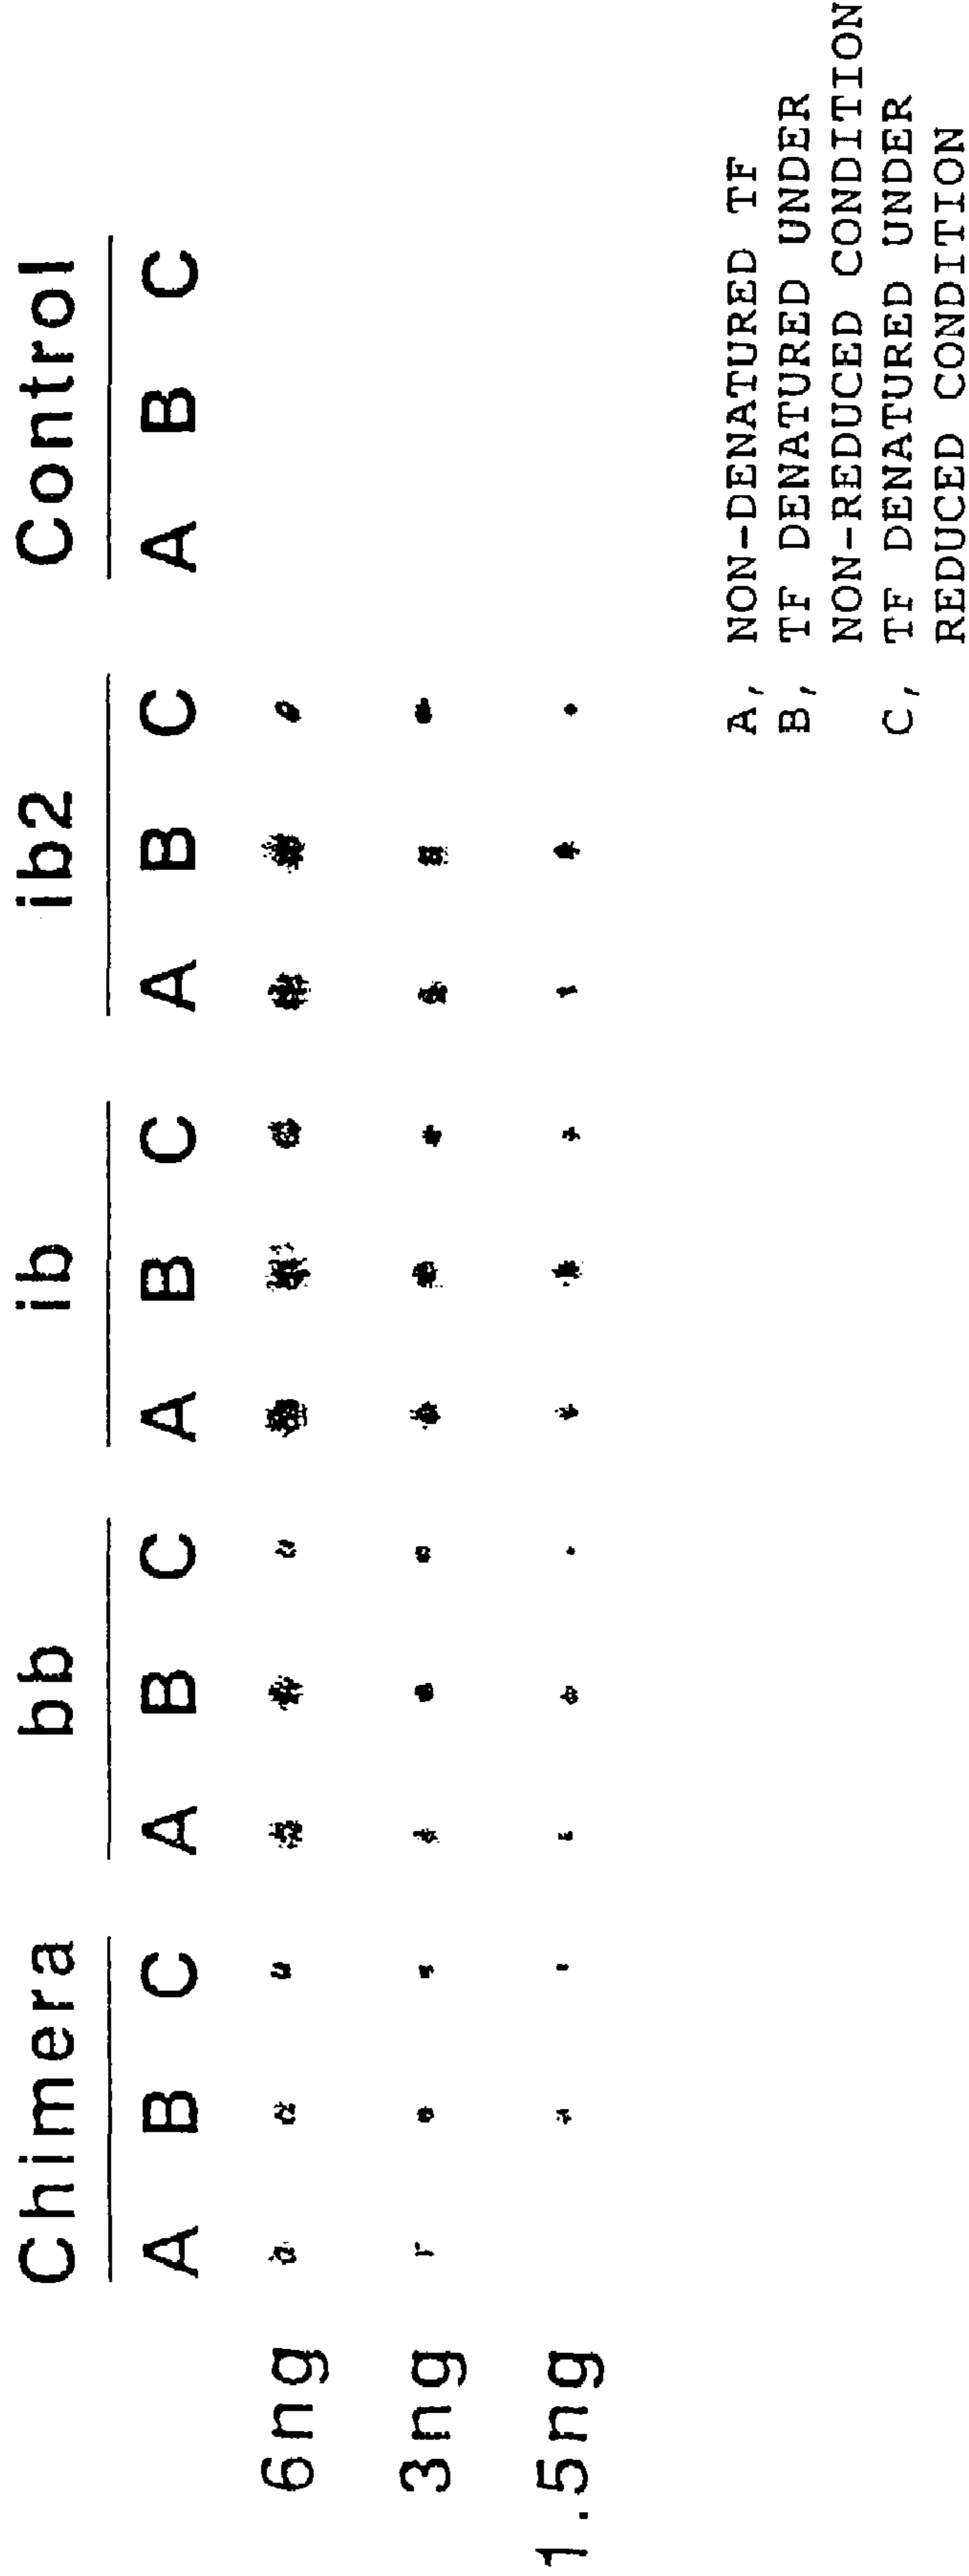 Chimera bb ib ib2 Control
A B C A B C A B C A B C A B C
6ng
3ng
1.5ng
A, NON-DENATURED TF
B, TF DENATURED UNDER
NON-REDUCED CONDITION
C, TF DENATURED UNDER
REDUCED CONDITION